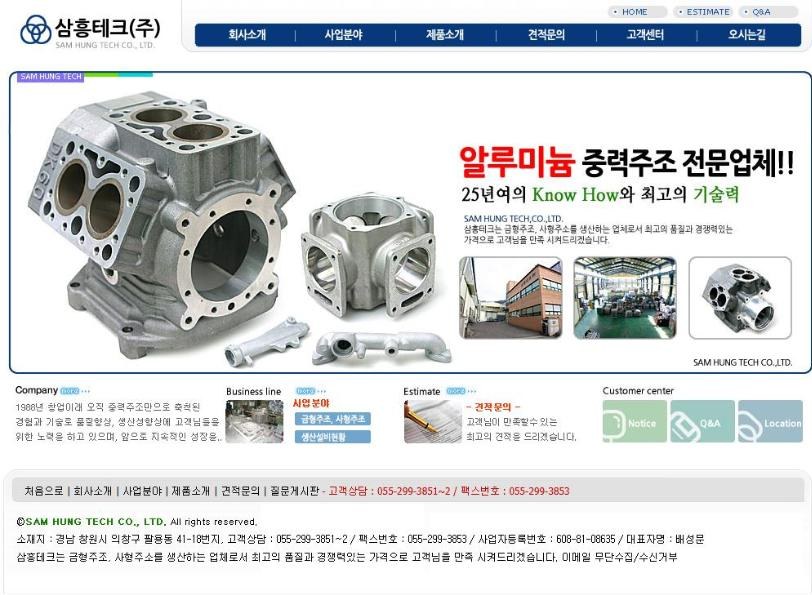 HOME ESTIMATE Q&A
삼흥테크(주)
SAM HUNG TECH CO., LTD.
회사소개 | 사업분야 | 제품소개 | 견적문의 | 고객센터 | 오시는길
SAM HUNG TECH
알루미늄 중력주조 전문업체!!
25년여의 Know How와 최고의 기술력
SAM HUNG TECH,CO.,LTD.
삼흥테크는 금형주조, 사형주소를 생산하는 업체로서 최고의 품질과 경쟁력있는
가격으로 고객님을 만족 시켜드리겠습니다.
SAM HUNG TECH CO.,LTD.
Company more
1988년 창업이래 오직 중력주조만으로 축적된
경험과 기술로 품질향상, 생산성향상에 고객님들을
위한 노력을 하고 있으며, 앞으로 지속적인 성장을..
Business line more
사업분야
금형주조, 사형주조
생산설비현황
Estimate more
- 견적문의 -
고객님이 만족할수 있는
최고의 견적을 드리겠습니다.
Customer center
Notice Q&A Location
처음으로 | 회사소개 | 사업분야 | 제품소개 | 견적문의 | 질문게시판 - 고객상담 : 055-299-3851~2 / 팩스번호 : 055-299-3853
©SAM HUNG TECH CO., LTD. All rights reserved.
소재지 : 경남 창원시 의창구 팔용동 41-18번지, 고객상담 : 055-299-3851~2 / 팩스번호 : 055-299-3853 / 사업자등록번호 : 608-81-08635 / 대표자명 : 배성문
삼흥테크는 금형주조, 사형주소를 생산하는 업체로서 최고의 품질과 경쟁력있는 가격으로 고객님을 만족 시켜드리겠습니다. 이메일 무단수집/수신거부